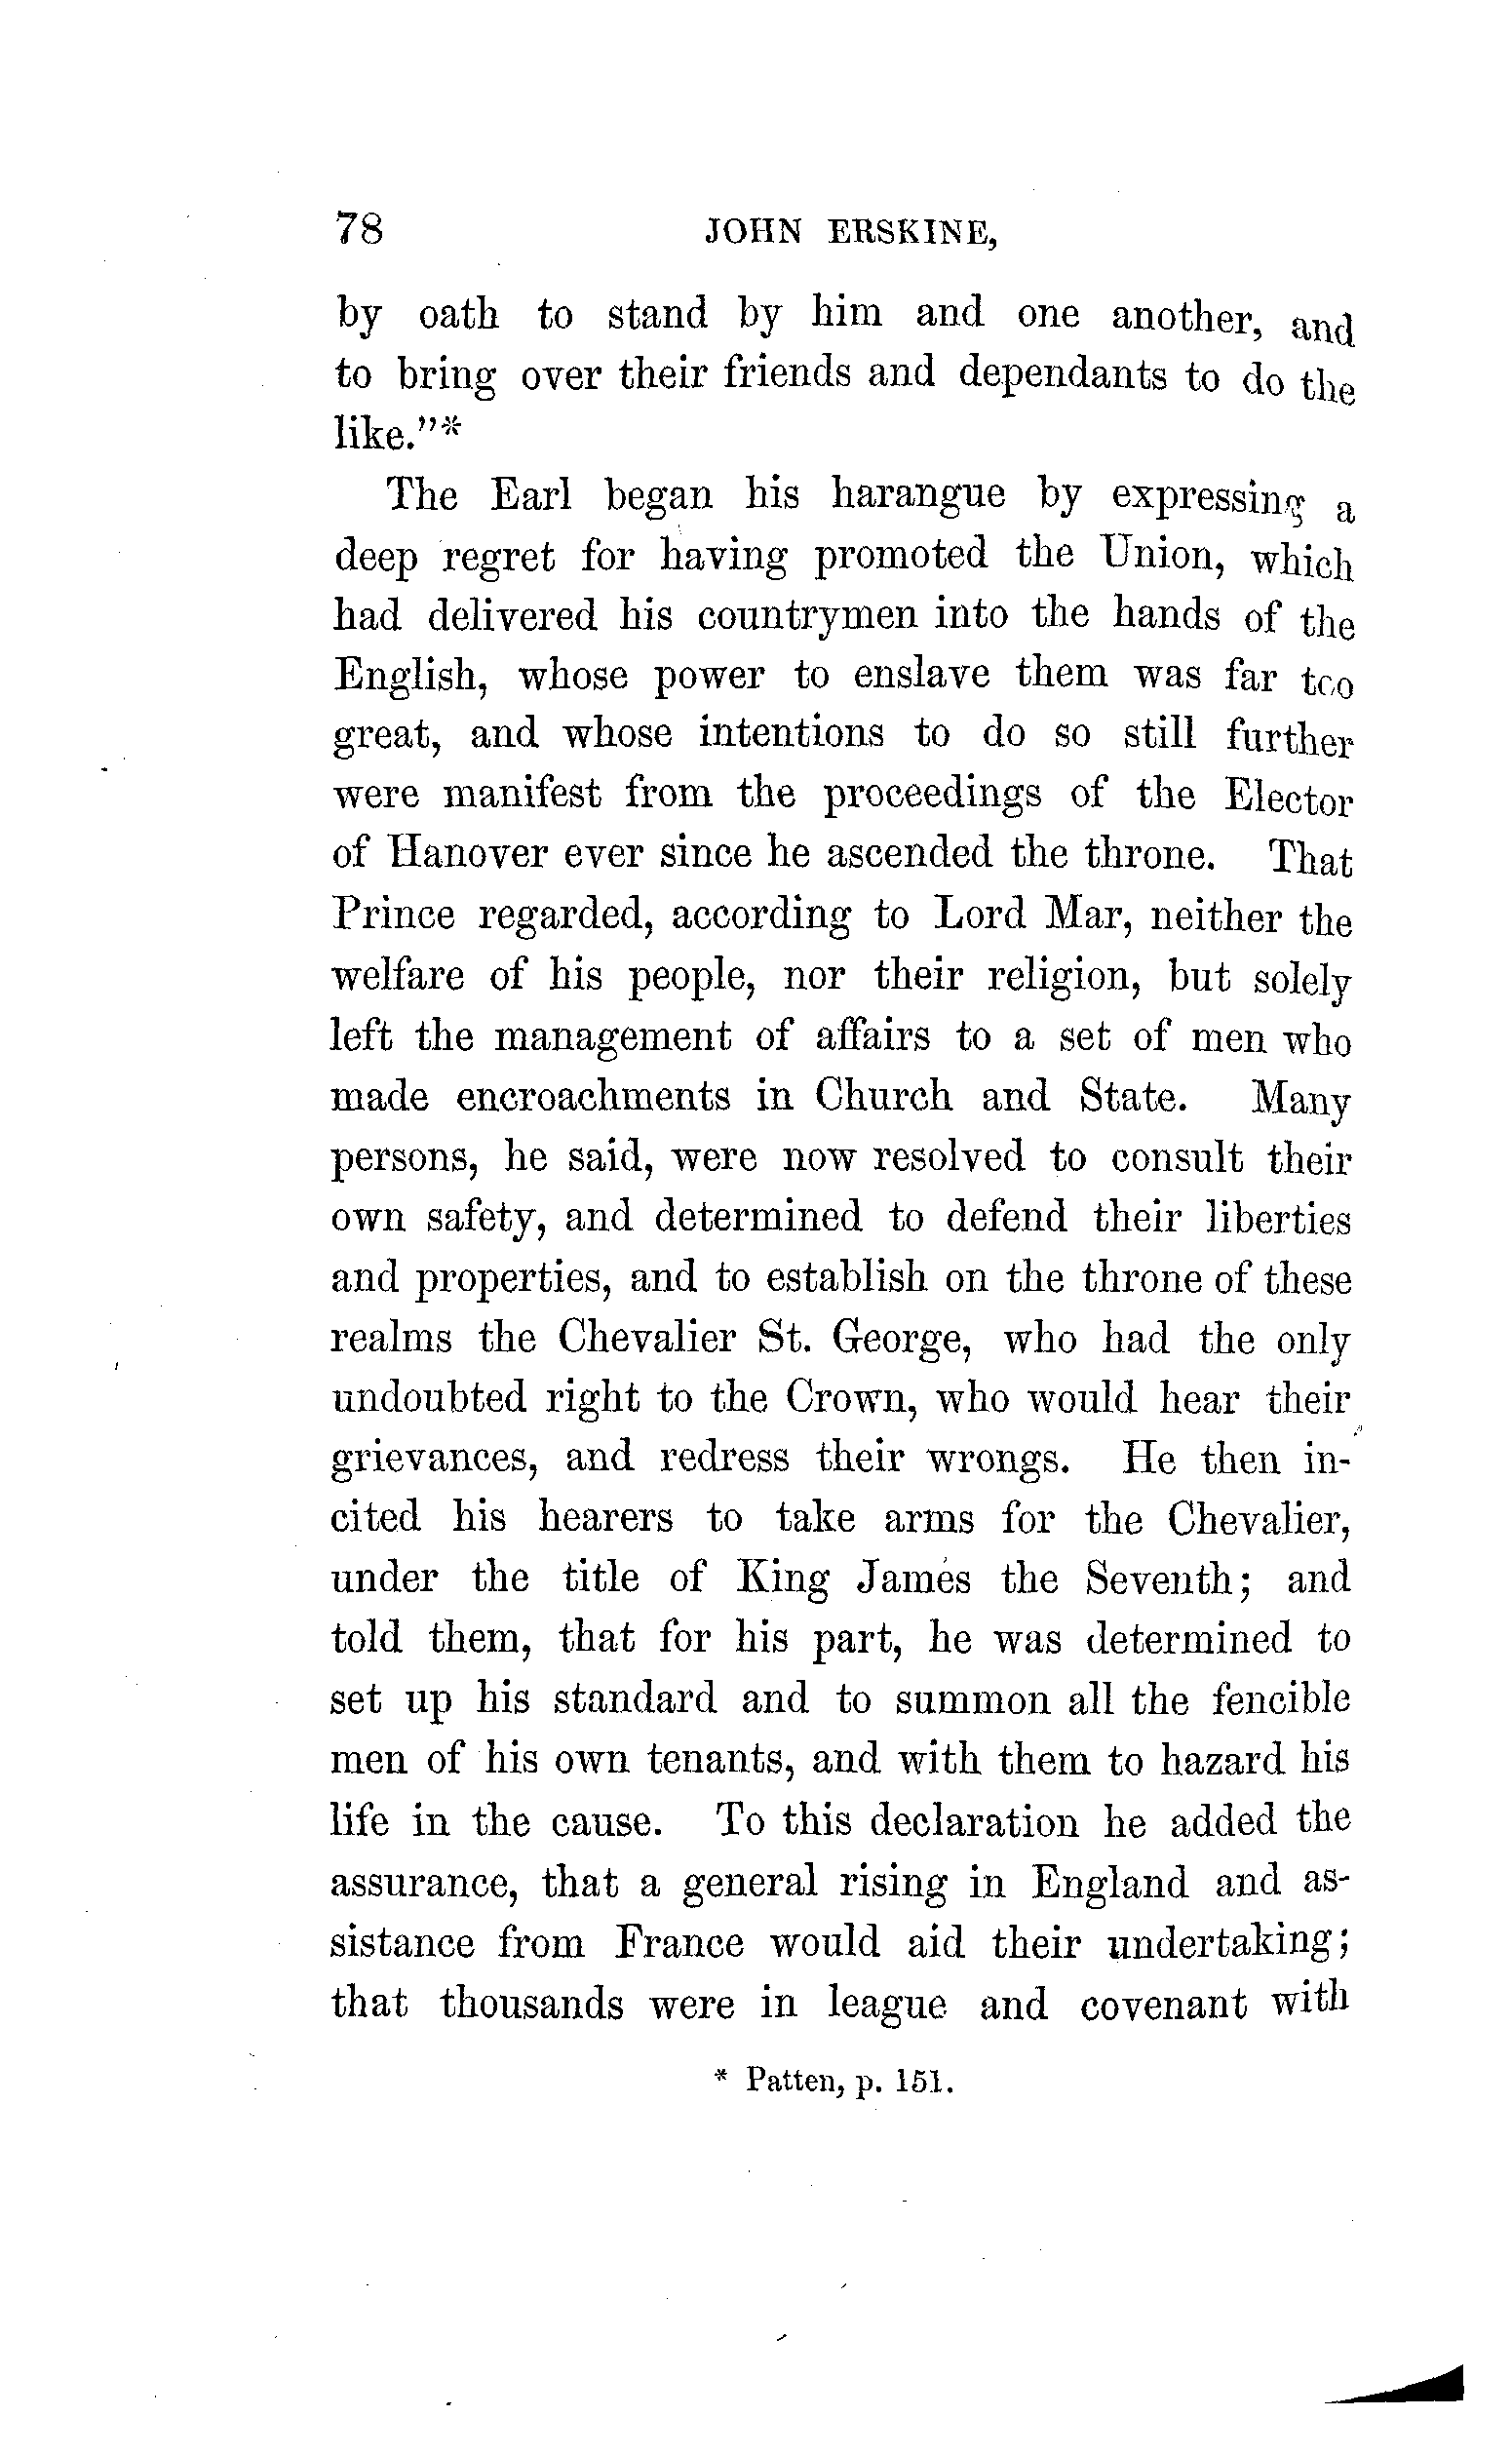 78 JOHN ERSKINE,
by oath to stand by him and one another, and
to bring over their friends and dependants to do the
like."*
The Earl began his harangue by expressing a
deep regret for having promoted the Union, which
had delivered his countrymen into the hands of the
English, whose power to enslave them was far too
great, and whose intentions to do so still further
were manifest from the proceedings of the Elector
of Hanover ever since he ascended the throne. That
Prince regarded, according to Lord Mar, neither the
welfare of his people, nor their religion, but solely
left the management of affairs to a set of men who
made encroachments in Church and State. Many
persons, he said, were now resolved to consult their
own safety, and determined to defend their liberties
and properties, and to establish on the throne of these
realms the Chevalier St. George, who had the only
undoubted right to the Crown, who would hear their
grievances, and redress their wrongs. He then in-
cited his hearers to take arms for the Chevalier,
under the title of King James the Seventh; and
told them, that for his part, he was determined to
set up his standard and to summon all the fencible
men of his own tenants, and with them to hazard his
life in the cause. To this declaration he added the
assurance, that a general rising in England and as-
sistance from France would aid their undertaking;
that thousands were in league and covenant with
* Patten, p. 151.